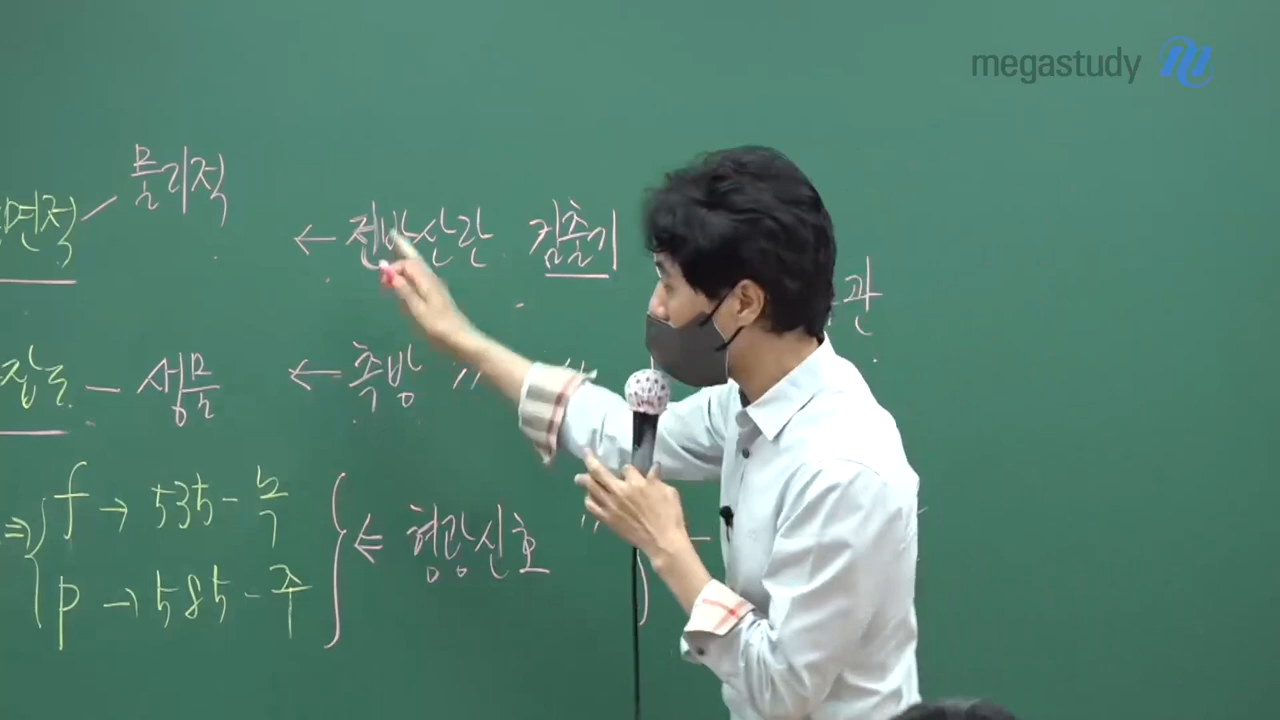 megastudy
물리적
면적 ← 전방산란 검출기
관
잡도 - 생물 ← 측방 〃 〃
⇒ { f → 535 - 녹
p → 585 - 주 } ⇐ 형광신호 〃